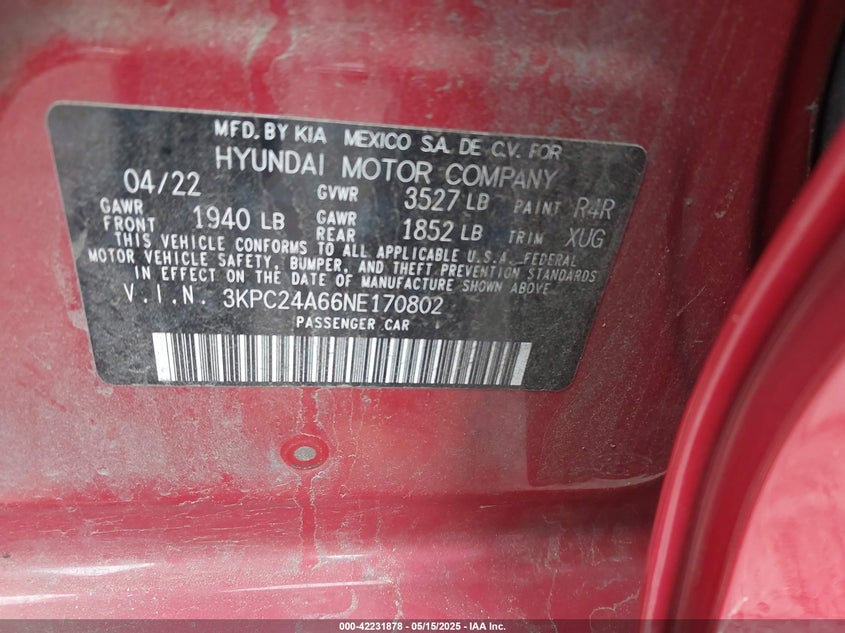 MFD. BY KIA MEXICO S.A. DE C.V. FOR
HYUNDAI MOTOR COMPANY
04/22 GVWR 3527 LB PAINT R4R
GAWR FRONT 1940 LB GAWR REAR 1852 LB TRIM XUG
THIS VEHICLE CONFORMS TO ALL APPLICABLE U.S.A. FEDERAL
MOTOR VEHICLE SAFETY, BUMPER, AND THEFT PREVENTION STANDARDS
IN EFFECT ON THE DATE OF MANUFACTURE SHOWN ABOVE
V.I.N. 3KPC24A66NE170802
PASSENGER CAR
000-42231878 - 05/15/2025 - IAA Inc.